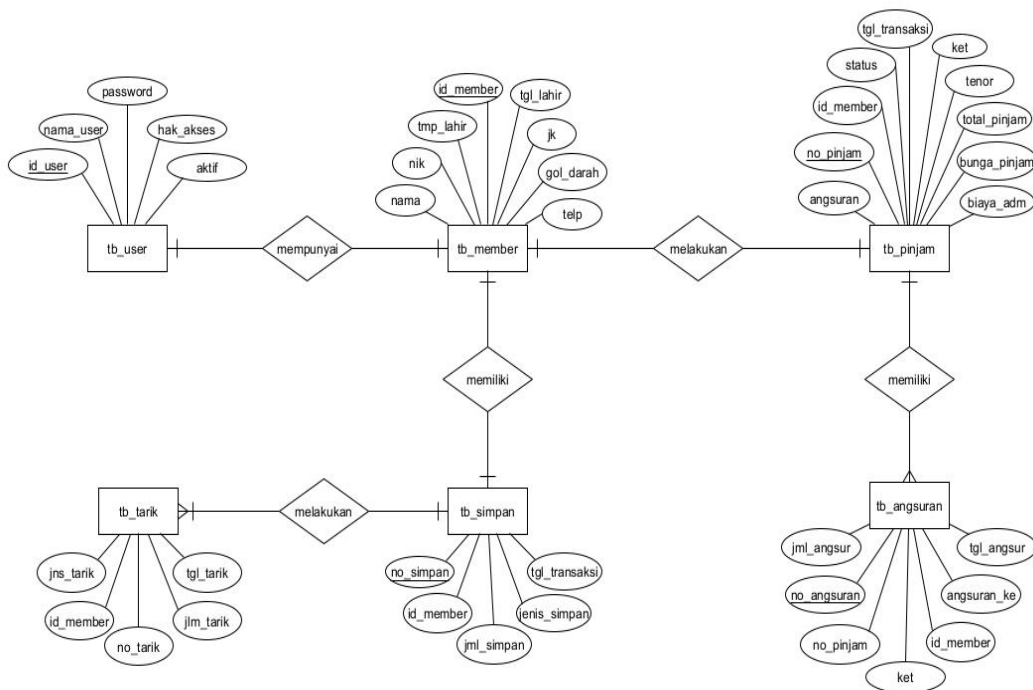 password
nama_user
hak_akses
id_user
aktif
tb_user
mempunyai
id_member
tgl_lahir
tmp_lahir
jk
nik
gol_darah
nama
telp
tb_member
melakukan
tgl_transaksi
ket
status
tenor
id_member
total_pinjam
no_pinjam
bunga_pinjam
angsuran
biaya_adm
tb_pinjam
memiliki
memiliki
tb_tarik
melakukan
tb_simpan
tb_angsuran
jns_tarik
tgl_tarik
id_member
jlm_tarik
no_tarik
no_simpan
tgl_transaksi
id_member
jenis_simpan
jml_simpan
jml_angsur
tgl_angsur
no_angsuran
angsuran_ke
no_pinjam
id_member
ket